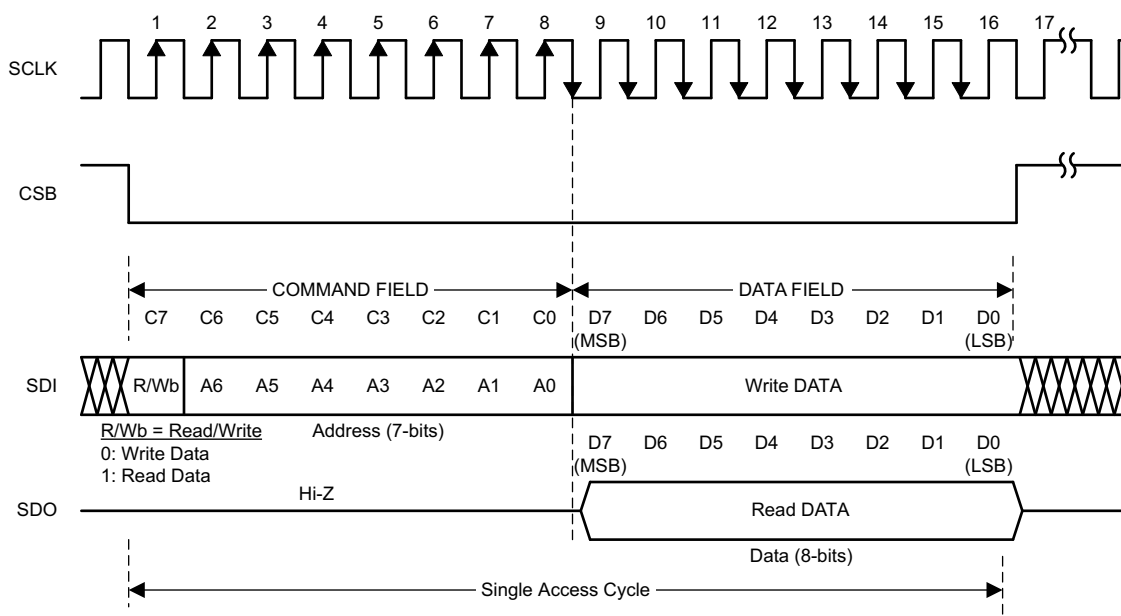 1 2 3 4 5 6 7 8 9 10 11 12 13 14 15 16 17
SCLK
CSB
COMMAND FIELD DATA FIELD
C7 C6 C5 C4 C3 C2 C1 C0 D7 D6 D5 D4 D3 D2 D1 D0
(MSB) (LSB)
SDI R/Wb A6 A5 A4 A3 A2 A1 A0 Write DATA
R/Wb = Read/Write Address (7-bits)
0: Write Data
1: Read Data
D7 D6 D5 D4 D3 D2 D1 D0
(MSB) (LSB)
Hi-Z
SDO Read DATA
Data (8-bits)
Single Access Cycle